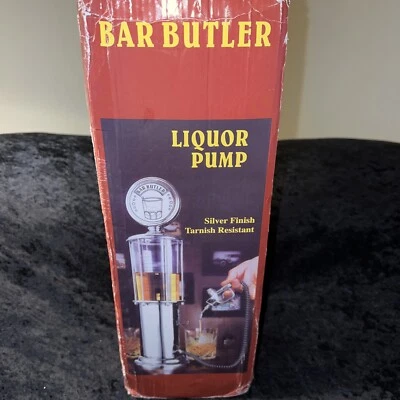 BAR BUTLER
LIQUOR
PUMP
Silver Finish
Tarnish Resistant
BAR BUTLER